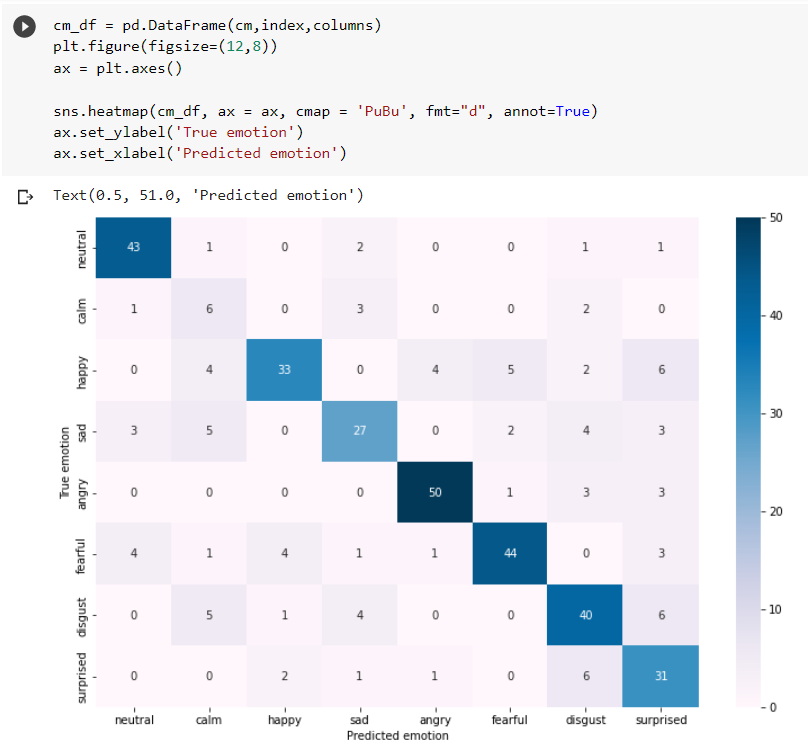 cm_df = pd.DataFrame(cm,index,columns)
plt.figure(figsize=(12,8))
ax = plt.axes()
sns.heatmap(cm_df, ax = ax, cmap = 'PuBu', fmt="d", annot=True)
ax.set_ylabel('True emotion')
ax.set_xlabel('Predicted emotion')
Text(0.5, 51.0, 'Predicted emotion')
neutral 43 1 0 2 0 0 1 1
calm 1 6 0 3 0 0 2 0
happy 0 4 33 0 4 5 2 6
sad 3 5 0 27 0 2 4 3
angry 0 0 0 0 50 1 3 3
fearful 4 1 4 1 1 44 0 3
disgust 0 5 1 4 0 0 40 6
surprised 0 0 2 1 1 0 6 31
True emotion
neutral calm happy sad angry fearful disgust surprised
Predicted emotion
50
40
30
20
10
0